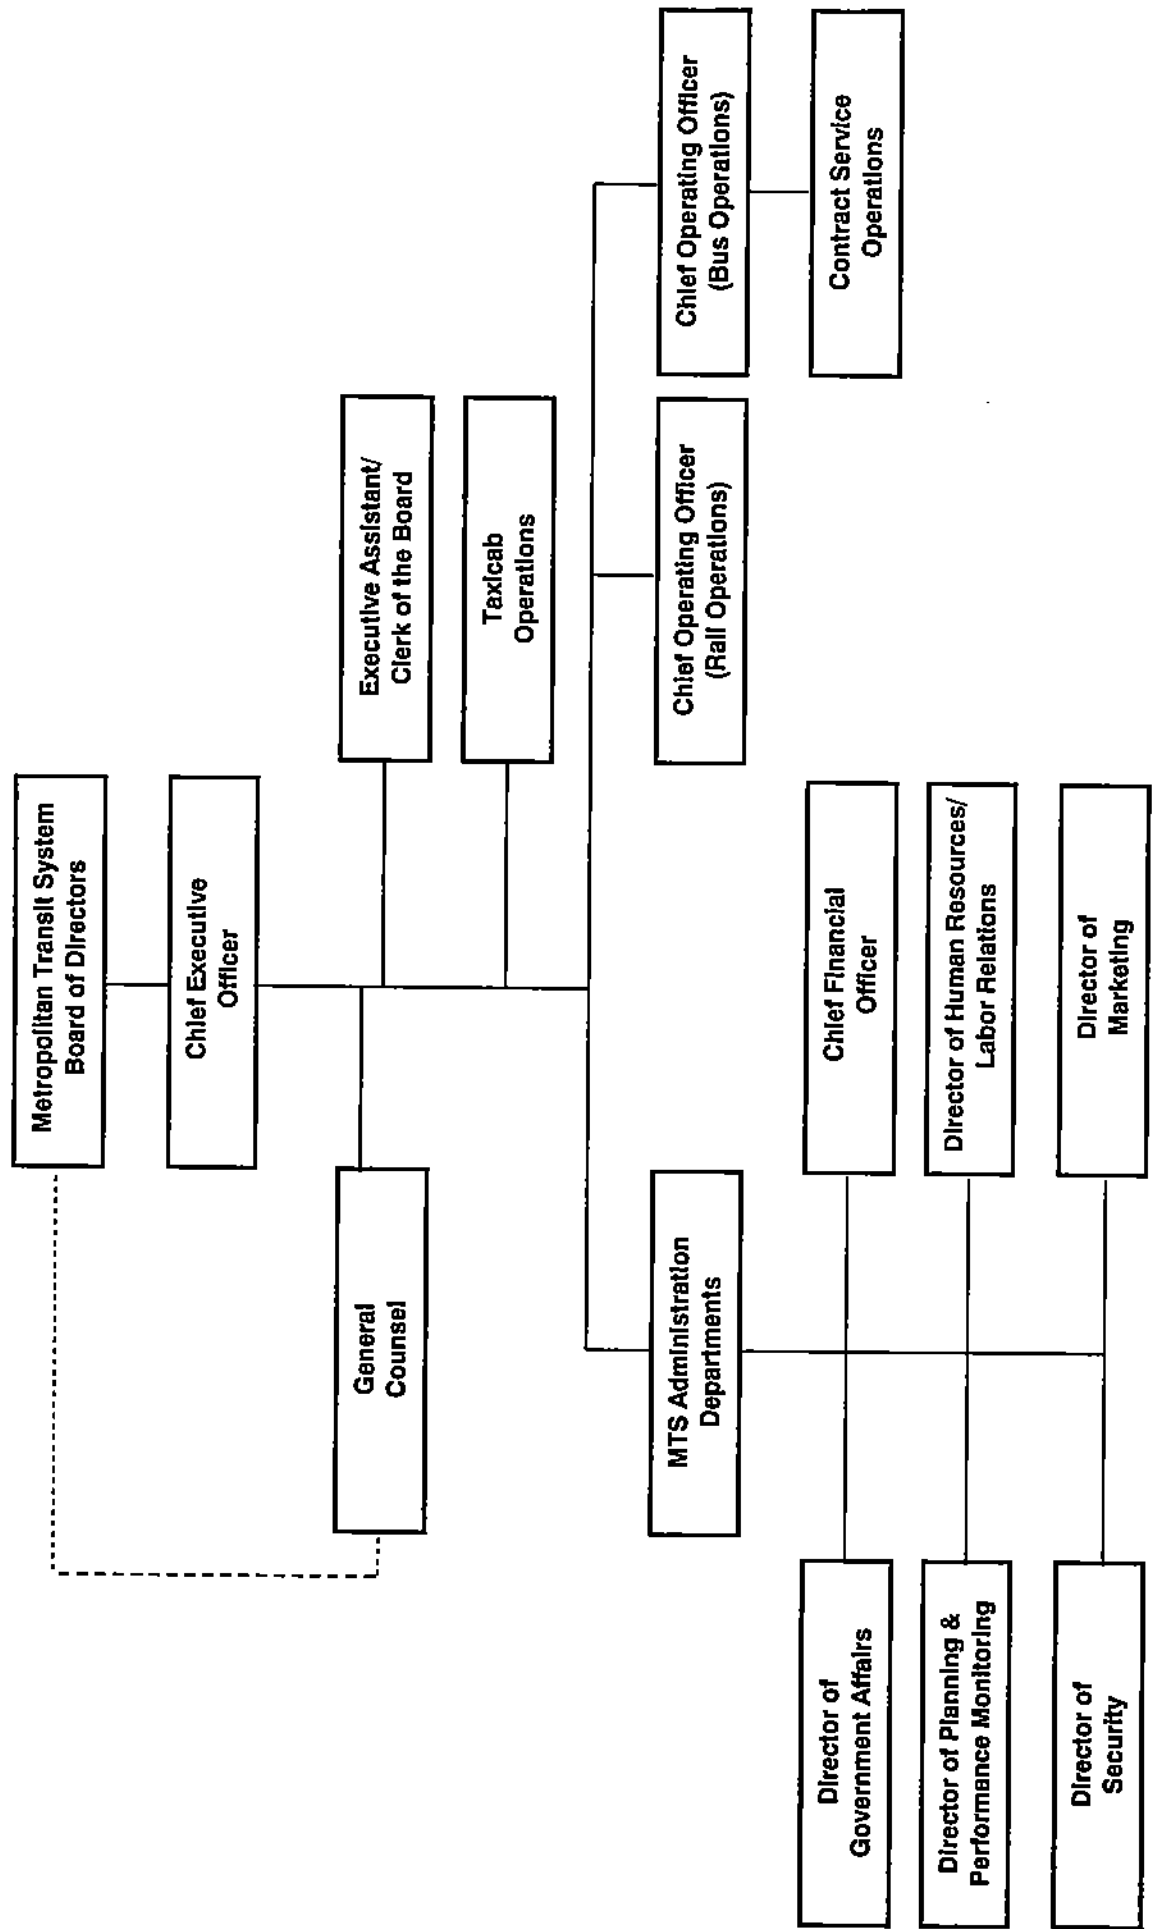 Metropolitan Transit System
Board of Directors
Chief Executive
Officer
General
Counsel
Executive Assistant/
Clerk of the Board
Taxicab
Operations
MTS Administration
Departments
Chief Operating Officer
(Rail Operations)
Chief Operating Officer
(Bus Operations)
Contract Service
Operations
Director of
Government Affairs
Chief Financial
Officer
Director of Planning &
Performance Monitoring
Director of Human Resources/
Labor Relations
Director of
Security
Director of
Marketing